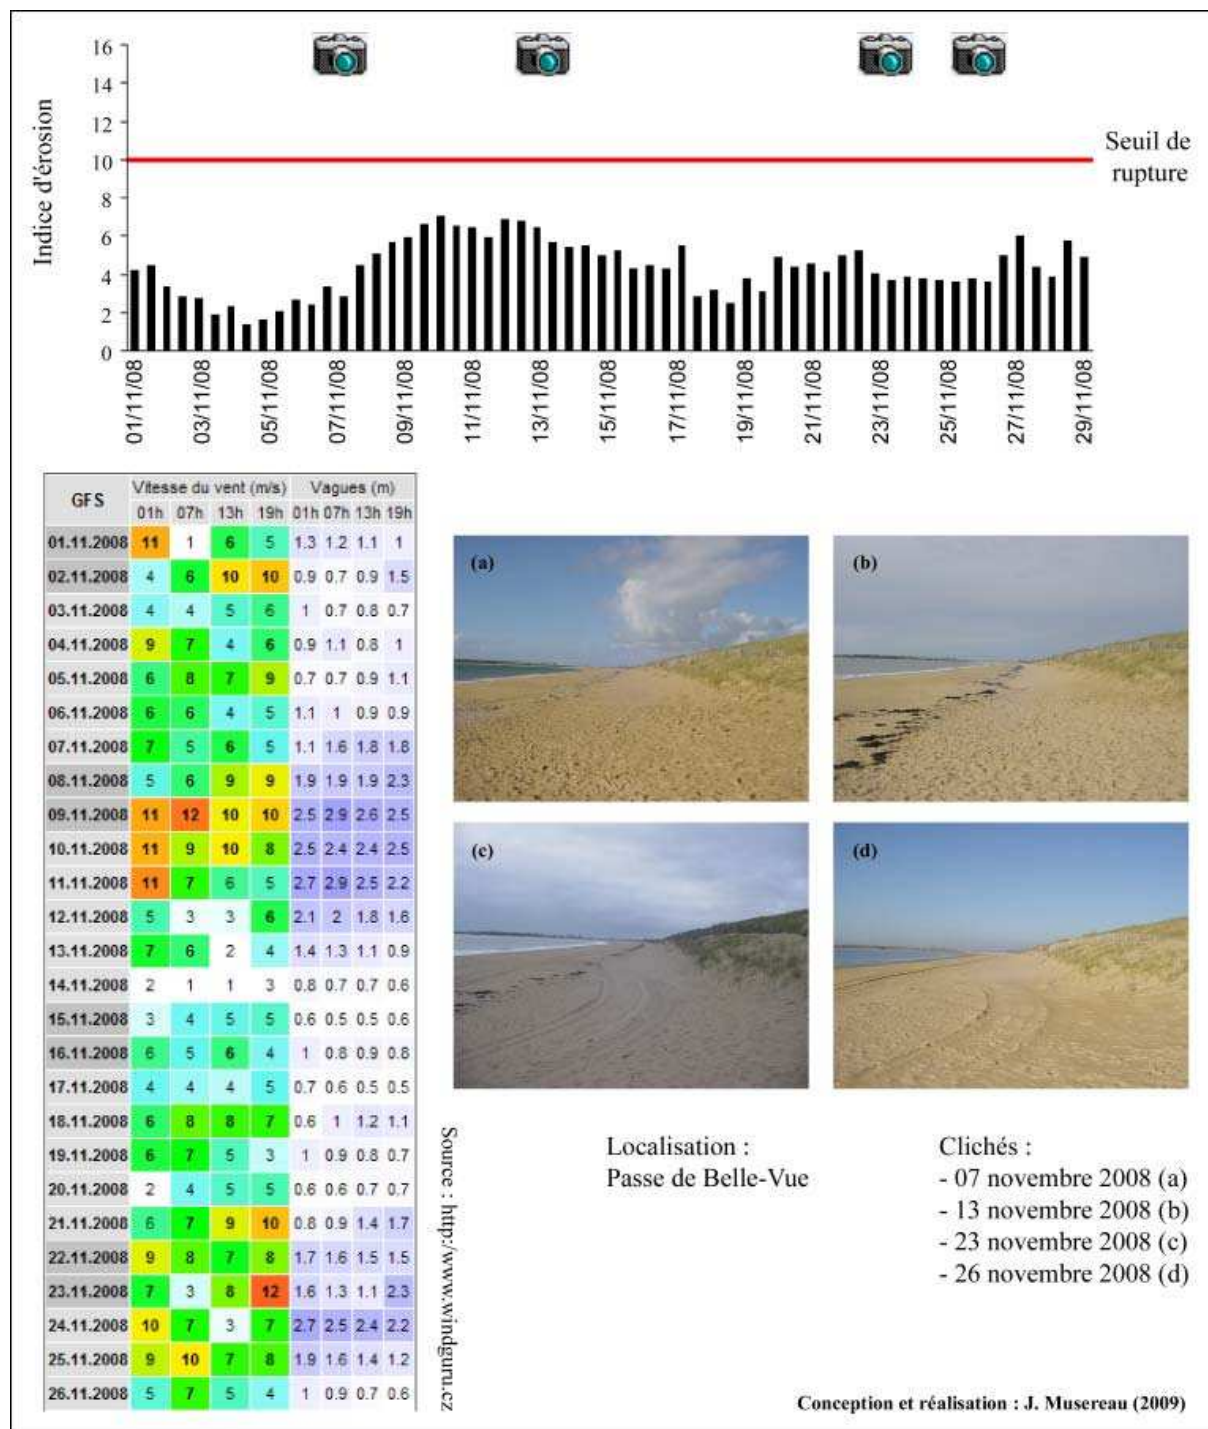 16
14
12
10
8
6
4
2
0
Indice d'érosion
Seuil de
rupture
01/11/08
03/11/08
05/11/08
07/11/08
09/11/08
11/11/08
13/11/08
15/11/08
17/11/08
19/11/08
21/11/08
23/11/08
25/11/08
27/11/08
29/11/08
GFS Vitesse du vent (m/s) Vagues (m)
01h 07h 13h 19h 01h 07h 13h 19h
01.11.2008 11 1 6 5 1.3 1.2 1.1 1
02.11.2008 4 6 10 10 0.9 0.7 0.9 1.5
03.11.2008 4 4 5 6 1 0.7 0.8 0.7
04.11.2008 9 7 4 6 0.9 1.1 0.8 1
05.11.2008 6 8 7 9 0.7 0.7 0.9 1.1
06.11.2008 6 6 4 5 1.1 1 0.9 0.9
07.11.2008 7 5 6 5 1.1 1.6 1.8 1.8
08.11.2008 5 6 9 9 1.9 1.9 1.9 2.3
09.11.2008 11 12 10 10 2.5 2.9 2.6 2.5
10.11.2008 11 9 10 8 2.5 2.4 2.4 2.5
11.11.2008 11 7 6 5 2.7 2.9 2.5 2.2
12.11.2008 5 3 3 6 2.1 2 1.8 1.6
13.11.2008 7 6 2 4 1.4 1.3 1.1 0.9
14.11.2008 2 1 1 3 0.8 0.7 0.7 0.6
15.11.2008 3 4 5 5 0.6 0.5 0.5 0.6
16.11.2008 6 5 6 4 1 0.8 0.9 0.8
17.11.2008 4 4 4 5 0.7 0.6 0.5 0.5
18.11.2008 6 8 8 7 0.6 1 1.2 1.1
19.11.2008 6 7 5 3 1 0.9 0.8 0.7
20.11.2008 2 4 5 5 0.6 0.6 0.7 0.7
21.11.2008 6 7 9 10 0.8 0.9 1.4 1.7
22.11.2008 9 8 7 8 1.7 1.6 1.5 1.5
23.11.2008 7 3 8 12 1.6 1.3 1.1 2.3
24.11.2008 10 7 3 7 2.7 2.5 2.4 2.2
25.11.2008 9 10 7 8 1.9 1.6 1.4 1.2
26.11.2008 5 7 5 4 1 0.9 0.7 0.6
Source : http:/www.windguru.cz
(a)
(b)
(c)
(d)
Localisation :
Passe de Belle-Vue
Clichés :
- 07 novembre 2008 (a)
- 13 novembre 2008 (b)
- 23 novembre 2008 (c)
- 26 novembre 2008 (d)
Conception et réalisation : J. Musereau (2009)